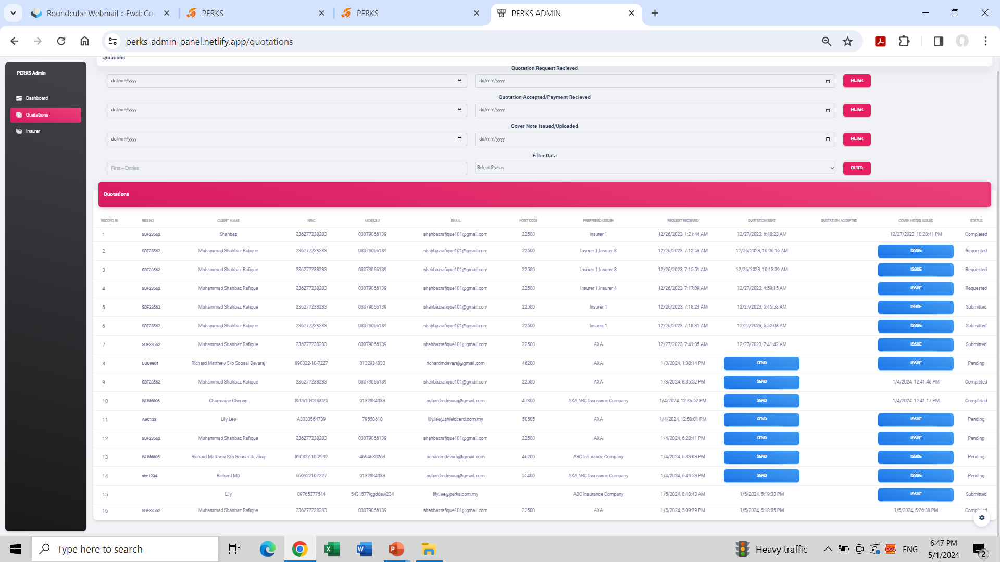 Roundcube Webmail :: Fwd: Co
PERKS
PERKS
PERKS ADMIN
perks-admin-panel.netlify.app/quotations
Qutations
PERKS Admin
Dashboard
Quatations
Insurer
Quotation Request Recieved
dd/mm/yyyy dd/mm/yyyy FILTER
Quotation Accepted/Payment Recieved
dd/mm/yyyy dd/mm/yyyy FILTER
Cover Note Issued/Uploaded
dd/mm/yyyy dd/mm/yyyy FILTER
Filter Data
First – Entries Select Status FILTER
Quotations
RECORD ID REG NO CLIENT NAME NRIC MOBILE # EMAIL POST CODE PREFFERED ISSUER REQUEST RECIEVED QUOTATION SENT QUOTATION ACCEPTED COVER NOTES ISSUED STATUS
1 SDF23562 Shahbaz 236277238283 03079066139 shahbazrafique101@gmail.com 22500 insurer 1 12/26/2023, 1:21:44 AM 12/27/2023, 6:48:23 AM 12/27/2023, 10:20:41 PM Completed
2 SDF23562 Muhammad Shahbaz Rafique 236277238283 03079066139 shahbazrafique101@gmail.com 22500 Insurer 1,Insurer 3 12/26/2023, 7:12:53 AM 12/26/2023, 10:06:16 AM ISSUE Requested
3 SDF23562 Muhammad Shahbaz Rafique 236277238283 03079066139 shahbazrafique101@gmail.com 22500 Insurer 1,Insurer 3 12/26/2023, 7:15:51 AM 12/26/2023, 10:13:39 AM ISSUE Requested
4 SDF23562 Muhammad Shahbaz Rafique 236277238283 03079066139 shahbazrafique101@gmail.com 22500 Insurer 1,Insurer 4 12/26/2023, 7:17:09 AM 12/27/2023, 4:59:15 AM ISSUE Requested
5 SDF23562 Muhammad Shahbaz Rafique 236277238283 03079066139 shahbazrafique101@gmail.com 22500 Insurer 1 12/26/2023, 7:18:23 AM 12/27/2023, 5:45:58 AM ISSUE Submitted
6 SDF23562 Muhammad Shahbaz Rafique 236277238283 03079066139 shahbazrafique101@gmail.com 22500 Insurer 1 12/26/2023, 7:18:31 AM 12/27/2023, 6:52:08 AM ISSUE Submitted
7 SDF23562 Muhammad Shahbaz Rafique 236277238283 03079066139 shahbazrafique101@gmail.com 22500 AXA 12/27/2023, 7:41:05 AM 12/27/2023, 7:41:42 AM ISSUE Submitted
8 UUU9901 Richard Matthew S/o Soosai Devaraj 890322-10-7227 0132934033 richardmdevaraj@gmail.com 46200 AXA 1/3/2024, 1:08:14 PM SEND ISSUE Pending
9 SDF23562 Muhammad Shahbaz Rafique 236277238283 03079066139 shahbazrafique101@gmail.com 22500 AXA 1/3/2024, 8:35:52 PM SEND 1/4/2024, 12:41:46 PM Completed
10 WUN6806 Charmaine Cheong 8006109200020 0132934033 richardmdevaraj@gmail.com 47300 AXA,ABC Insurance Company 1/4/2024, 12:36:52 PM SEND 1/4/2024, 12:41:17 PM Completed
11 ABC123 Lily Lee A3030564789 79558618 lily.lee@shieldcard.com.my 50505 AXA 1/4/2024, 12:58:01 PM SEND ISSUE Pending
12 SDF23562 Muhammad Shahbaz Rafique 236277238283 03079066139 shahbazrafique101@gmail.com 22500 AXA 1/4/2024, 6:28:41 PM SEND ISSUE Pending
13 WUN6806 Richard Matthew S/o Soosai Devaraj 890322-10-2992 4694680263 richardmdevaraj@gmail.com 46200 ABC Insurance Company 1/4/2024, 6:33:03 PM SEND ISSUE Pending
14 abc1234 Richard MD 660322107227 0132934033 richardmdevaraj@gmail.com 55400 AXA,ABC Insurance Company 1/4/2024, 6:49:58 PM SEND ISSUE Pending
15 Lily 09765377544 5431577iggddew234 lily.lee@perks.com.my ABC Insurance Company 1/5/2024, 8:48:43 AM 1/5/2024, 5:19:33 PM ISSUE Submitted
16 SDF23562 Muhammad Shahbaz Rafique 236277238283 03079066139 shahbazrafique101@gmail.com 22500 AXA 1/5/2024, 5:09:29 PM 1/5/2024, 5:18:05 PM 1/5/2024, 5:26:38 PM
Type here to search
Heavy traffic
ENG
6:47 PM
5/1/2024
2